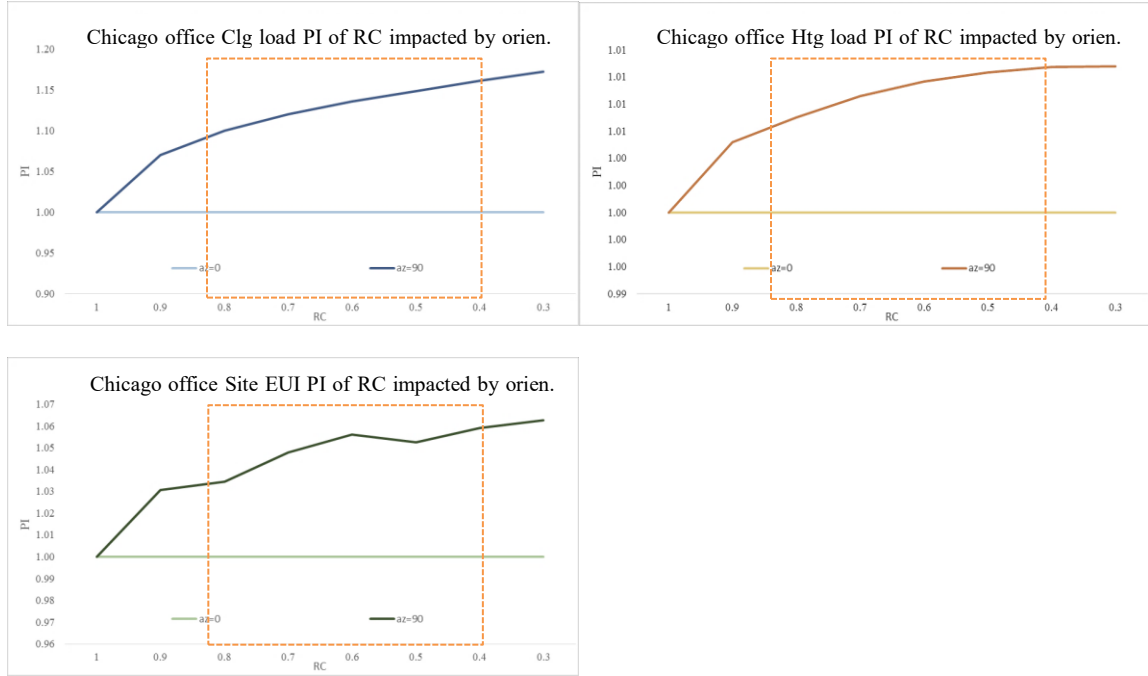 Chicago office Clg load PI of RC impacted by orien.
1.20
1.15
1.10
1.05
1.00
0.95
0.90
PI
az=0
az=90
1 0.9 0.8 0.7 0.6 0.5 0.4 0.3
RC
Chicago office Htg load PI of RC impacted by orien.
1.01
1.01
1.01
1.01
1.00
1.00
1.00
1.00
1.00
0.99
PI
az=0
az=90
1 0.9 0.8 0.7 0.6 0.5 0.4 0.3
RC
Chicago office Site EUI PI of RC impacted by orien.
1.07
1.06
1.05
1.04
1.03
1.02
1.01
1.00
0.99
0.98
0.97
0.96
PI
az=0
az=90
1 0.9 0.8 0.7 0.6 0.5 0.4 0.3
RC